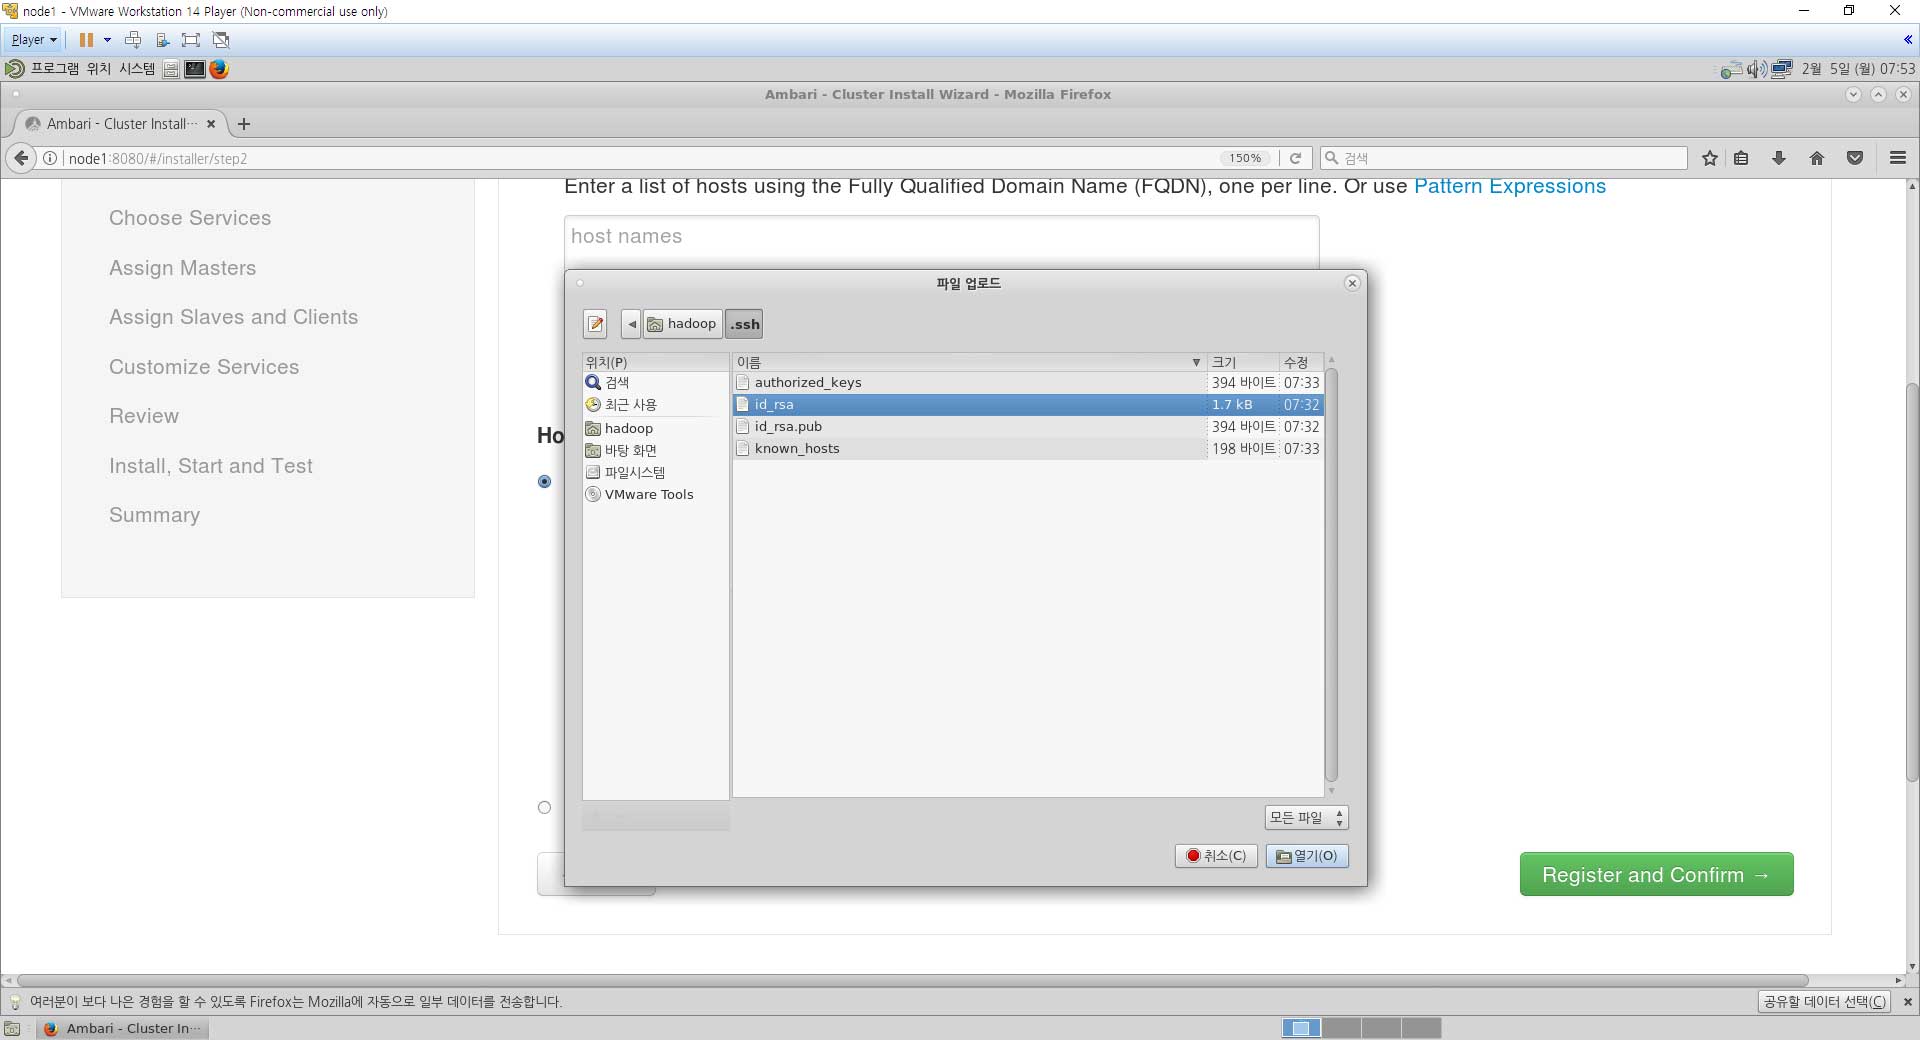 node1 - VMware Workstation 14 Player (Non-commercial use only)
Player
프로그램 위치 시스템
2월 5일 (월) 07:53
Ambari - Cluster Install Wizard - Mozilla Firefox
Ambari - Cluster Install···
node1:8080/#/installer/step2
150%
검색
Choose Services
Assign Masters
Assign Slaves and Clients
Customize Services
Review
Install, Start and Test
Summary
Enter a list of hosts using the Fully Qualified Domain Name (FQDN), one per line. Or use Pattern Expressions
host names
Ho
파일 업로드
hadoop .ssh
위치(P)
검색
최근 사용
hadoop
바탕 화면
파일시스템
VMware Tools
이름 크기 수정
authorized_keys 394 바이트 07:33
id_rsa 1.7 kB 07:32
id_rsa.pub 394 바이트 07:32
known_hosts 198 바이트 07:33
모든 파일
취소(C) 열기(O)
Register and Confirm →
여러분이 보다 나은 경험을 할 수 있도록 Firefox는 Mozilla에 자동으로 일부 데이터를 전송합니다.
공유할 데이터 선택(C)
Ambari - Cluster In···